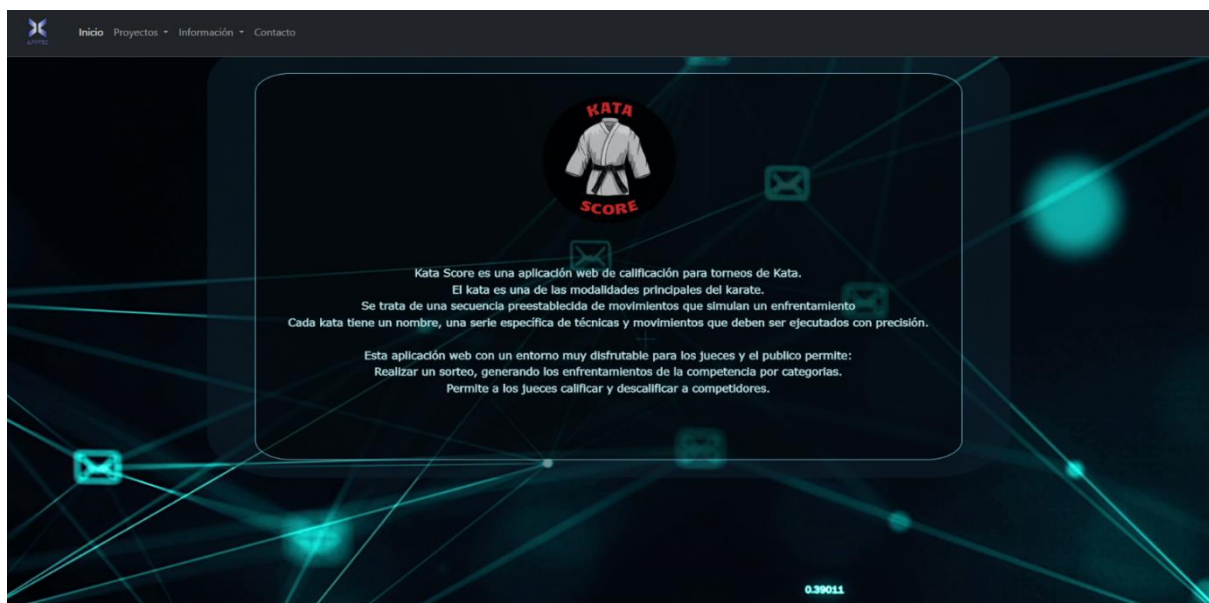 APPTEC
Inicio Proyectos Información Contacto
KATA
SCORE
Kata Score es una aplicación web de calificación para torneos de Kata.
El kata es una de las modalidades principales del karate.
Se trata de una secuencia preestablecida de movimientos que simulan un enfrentamiento
Cada kata tiene un nombre, una serie específica de técnicas y movimientos que deben ser ejecutados con precisión.
Esta aplicación web con un entorno muy disfrutable para los jueces y el publico permite:
Realizar un sorteo, generando los enfrentamientos de la competencia por categorias.
Permite a los jueces calificar y descalificar a competidores.
0.39011